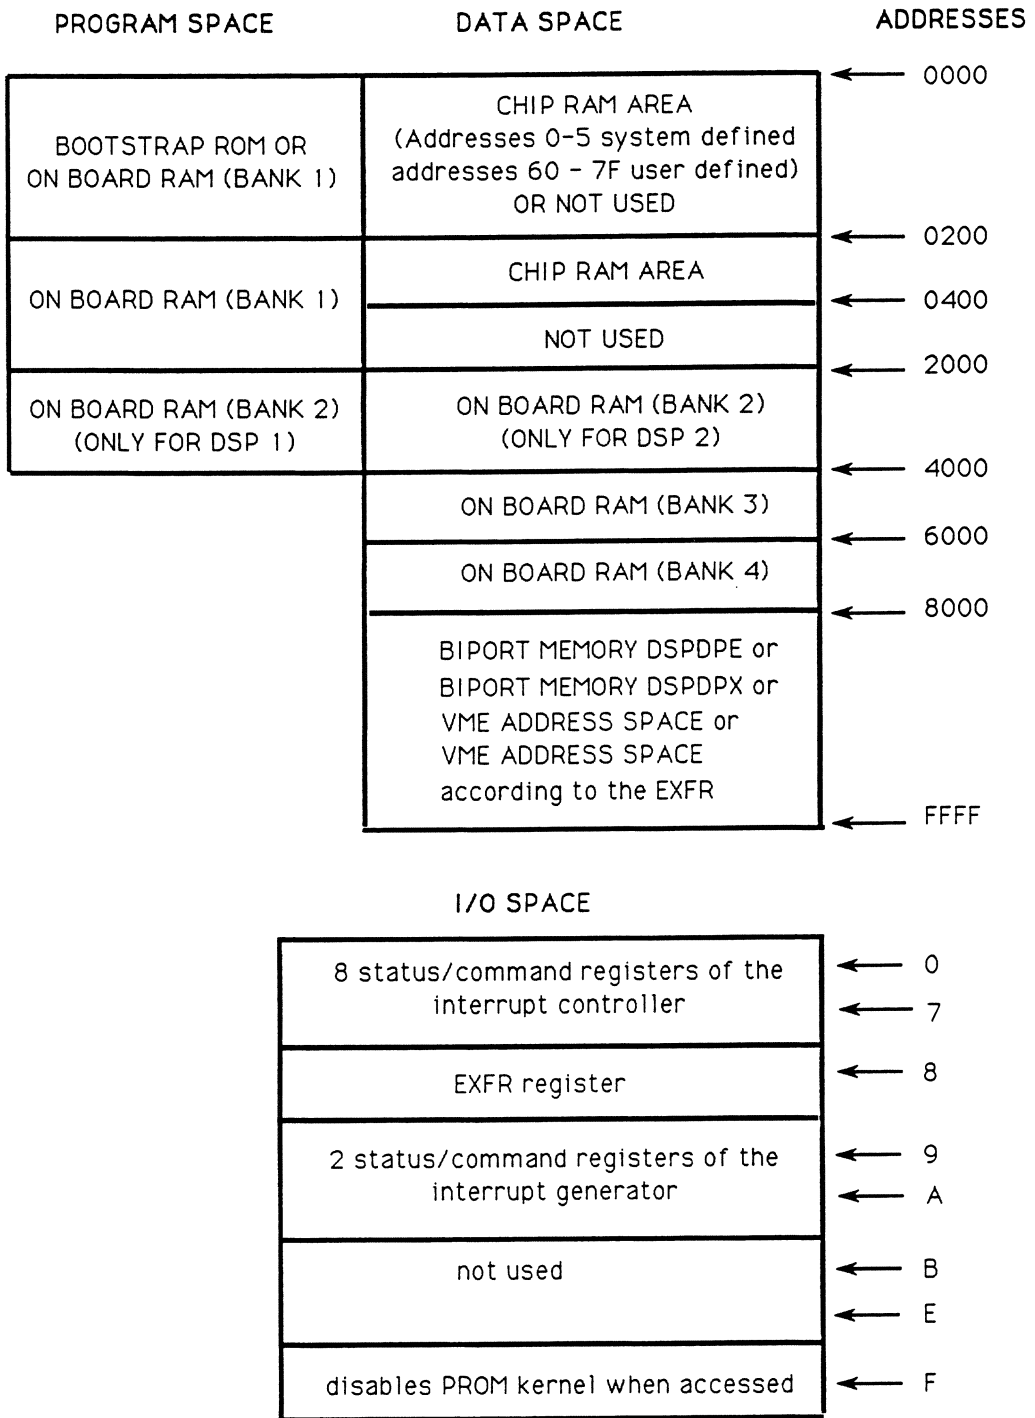 PROGRAM SPACE
DATA SPACE
ADDRESSES
0000
BOOTSTRAP ROM OR
ON BOARD RAM (BANK 1)
CHIP RAM AREA
(Addresses 0-5 system defined
addresses 60 - 7F user defined)
OR NOT USED
0200
ON BOARD RAM (BANK 1)
CHIP RAM AREA
0400
NOT USED
2000
ON BOARD RAM (BANK 2)
(ONLY FOR DSP 1)
ON BOARD RAM (BANK 2)
(ONLY FOR DSP 2)
4000
ON BOARD RAM (BANK 3)
6000
ON BOARD RAM (BANK 4)
8000
BIPORT MEMORY DSPDPE or
BIPORT MEMORY DSPDPX or
VME ADDRESS SPACE or
VME ADDRESS SPACE
according to the EXFR
FFFF
I/O SPACE
8 status/command registers of the
interrupt controller
0
7
EXFR register
8
2 status/command registers of the
interrupt generator
9
A
not used
B
E
disables PROM kernel when accessed
F